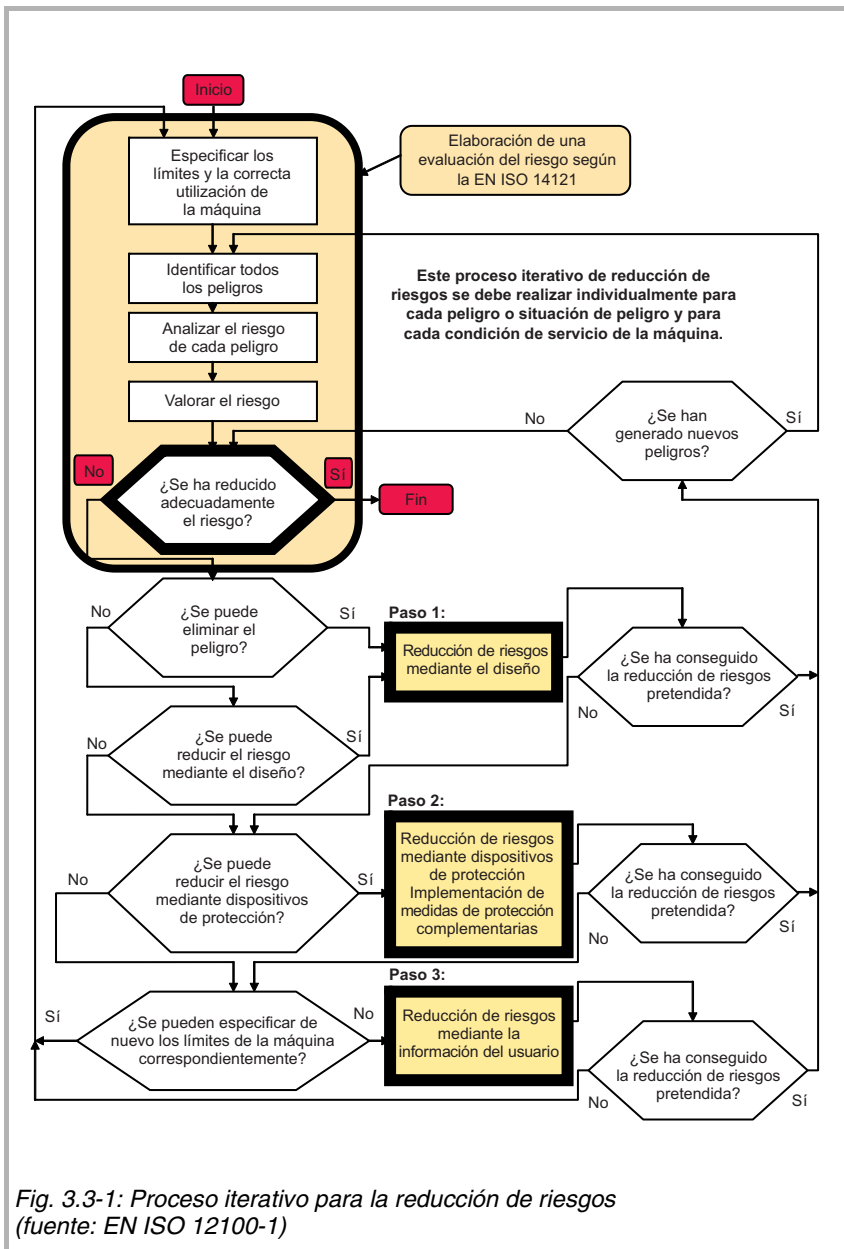 Inicio
Especificar los
límites y la correcta
utilización de
la máquina
Elaboración de una
evaluación del riesgo según
la EN ISO 14121
Identificar todos
los peligros
Este proceso iterativo de reducción de
riesgos se debe realizar individualmente para
cada peligro o situación de peligro y para
cada condición de servicio de la máquina.
Analizar el riesgo
de cada peligro
Valorar el riesgo
No
¿Se han
generado nuevos
peligros?
Sí
No
¿Se ha reducido
adecuadamente
el riesgo?
Sí
Fin
No
¿Se puede
eliminar el
peligro?
Sí
Paso 1:
Reducción de riesgos
mediante el diseño
¿Se ha conseguido
la reducción de riesgos
pretendida?
No
Sí
No
¿Se puede
reducir el riesgo
mediante el diseño?
Sí
Paso 2:
No
¿Se puede
reducir el riesgo
mediante dispositivos
de protección?
Sí
Reducción de riesgos
mediante dispositivos
de protección
Implementación de
medidas de protección
complementarias
¿Se ha conseguido
la reducción de riesgos
pretendida?
No
Sí
Paso 3:
Sí
¿Se pueden especificar de
nuevo los límites de la máquina
correspondientemente?
No
Reducción de riesgos
mediante la
información del usuario
¿Se ha conseguido
la reducción de riesgos
pretendida?
No
Sí
Fig. 3.3-1: Proceso iterativo para la reducción de riesgos
(fuente: EN ISO 12100-1)